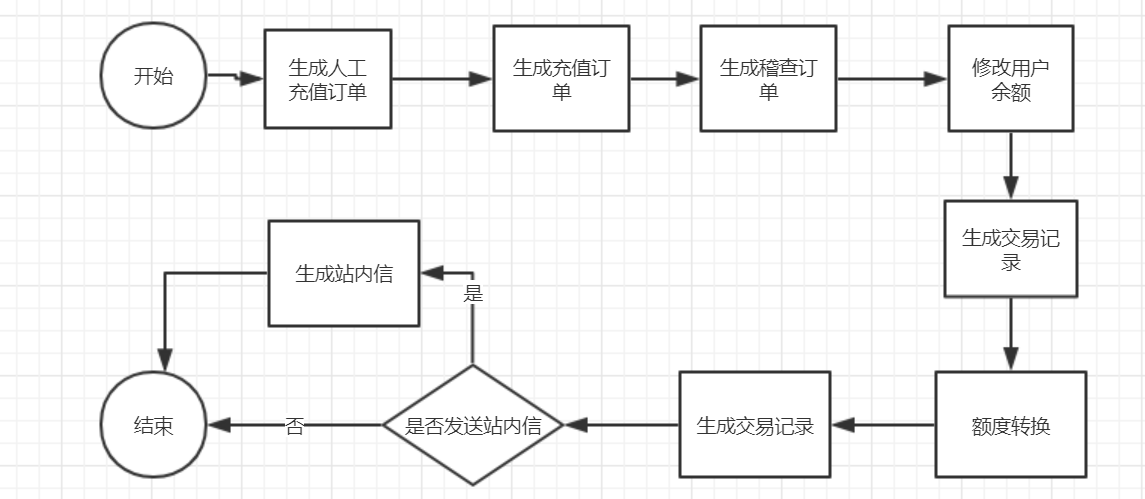 开始
生成人工
充值订单
生成充值订
单
生成稽查订
单
修改用户
余额
生成交易记
录
生成站内信
是
结束
否
是否发送站内信
生成交易记录
额度转换